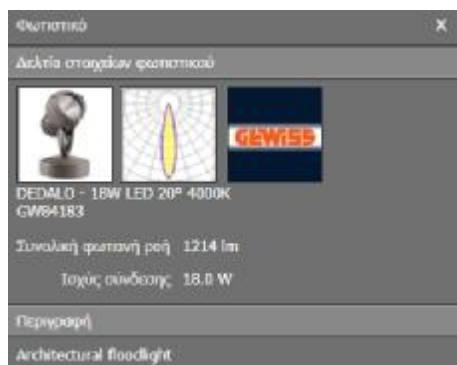 Φωτιστικό X
Δελτία στοιχείων φωτιστικού
GEWISS
DEDALO - 18W LED 20° 4000K
GW84183
Συνολική φωτεινή ροή 1214 lm
Ισχύς σύνδεσης 18.0 W
Περιγραφή
Architectural floodlight